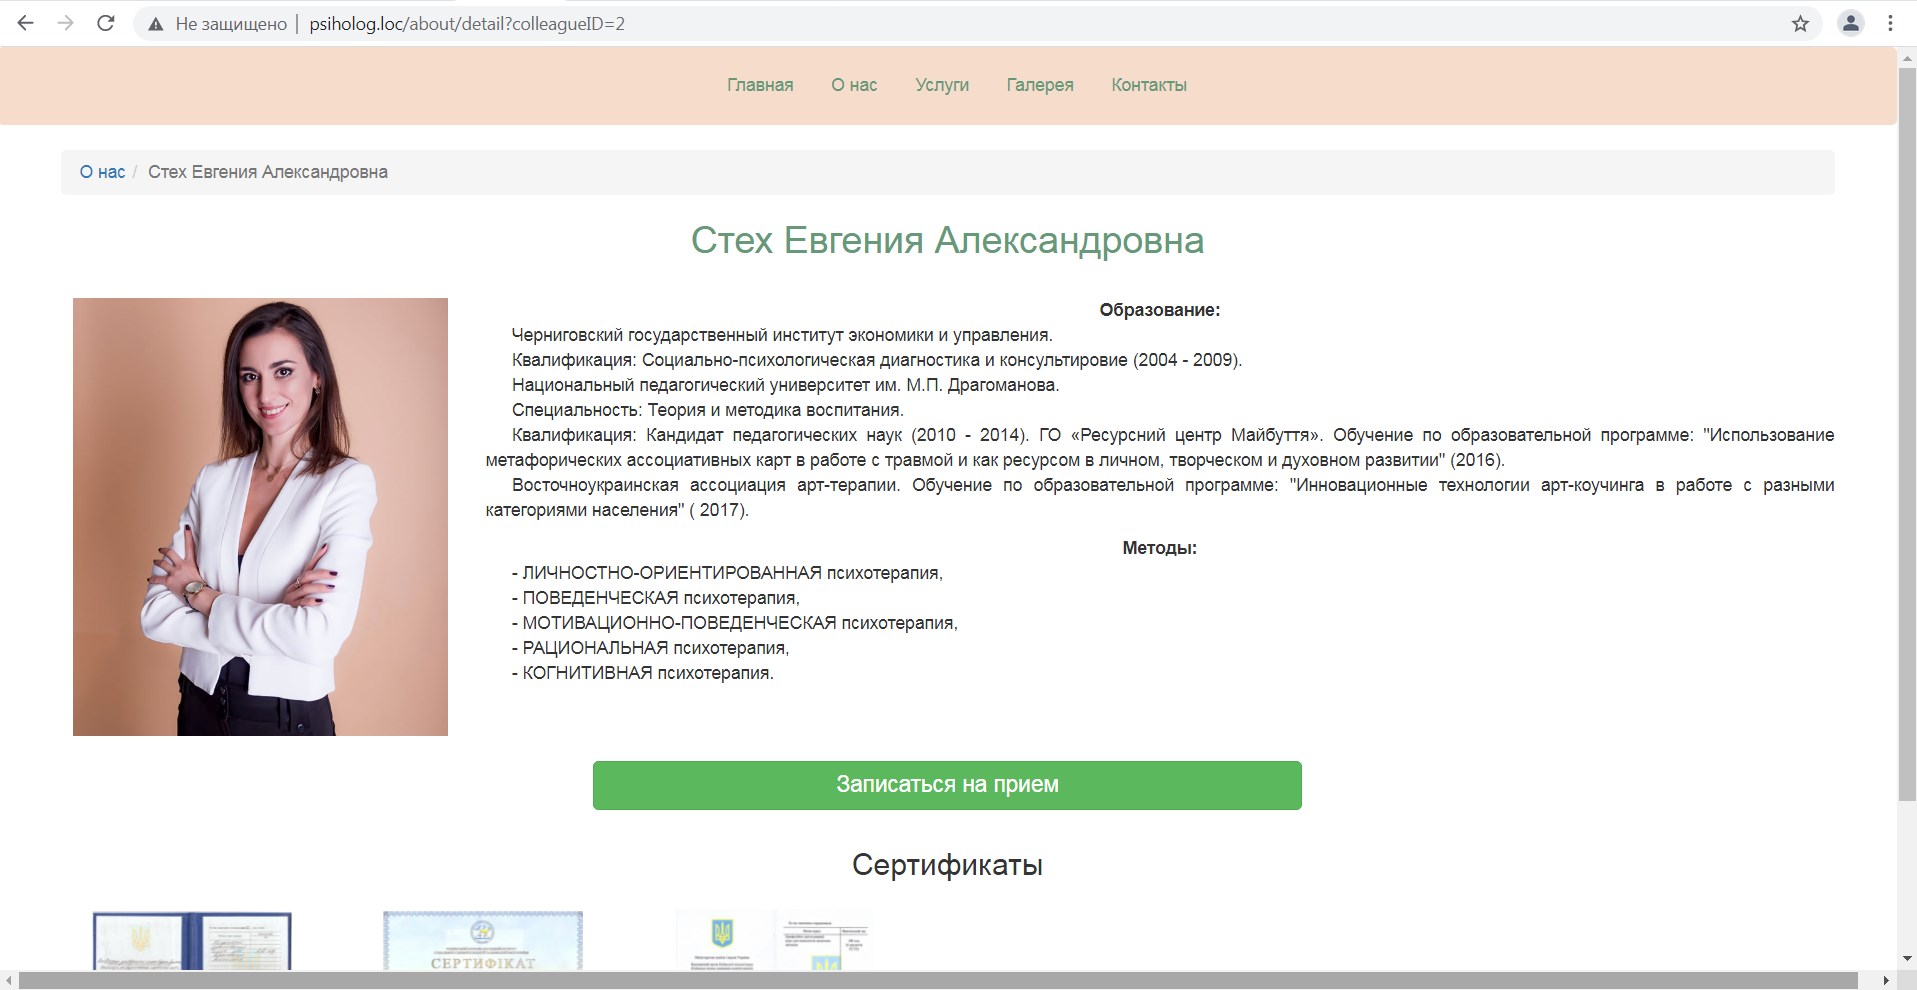 Не защищено | psiholog.loc/about/detail?colleagueID=2
Главная О нас Услуги Галерея Контакты
О нас / Стех Евгения Александровна
Стех Евгения Александровна
Образование:
Черниговский государственный институт экономики и управления.
Квалификация: Социально-психологическая диагностика и консультировие (2004 - 2009).
Национальный педагогический университет им. М.П. Драгоманова.
Специальность: Теория и методика воспитания.
Квалификация: Кандидат педагогических наук (2010 - 2014). ГО «Ресурсний центр Майбуття». Обучение по образовательной программе: "Использование
метафорических ассоциативных карт в работе с травмой и как ресурсом в личном, творческом и духовном развитии" (2016).
Восточноукраинская ассоциация арт-терапии. Обучение по образовательной программе: "Инновационные технологии арт-коучинга в работе с разными
категориями населения" ( 2017).
Методы:
- ЛИЧНОСТНО-ОРИЕНТИРОВАННАЯ психотерапия,
- ПОВЕДЕНЧЕСКАЯ психотерапия,
- МОТИВАЦИОННО-ПОВЕДЕНЧЕСКАЯ психотерапия,
- РАЦИОНАЛЬНАЯ психотерапия,
- КОГНИТИВНАЯ психотерапия.
Записаться на прием
Сертификаты
СЕРТИФІКАТ